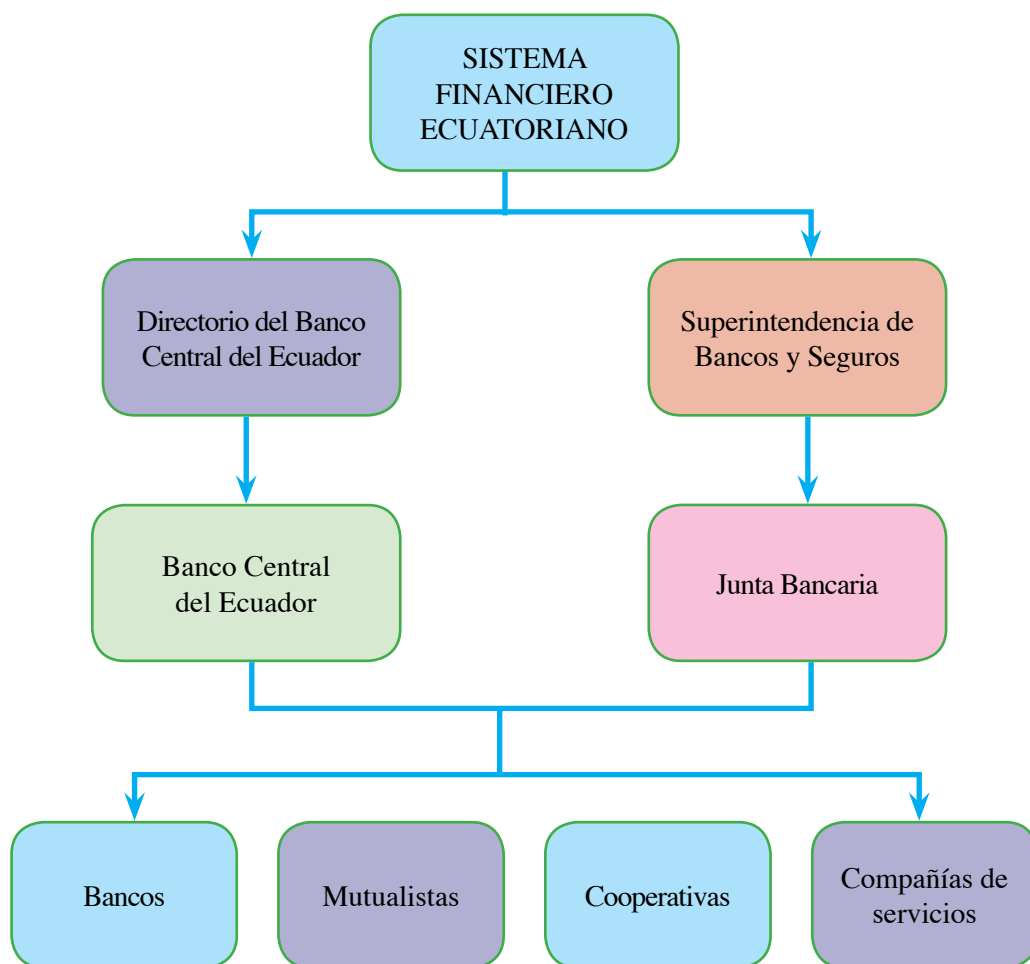 SISTEMA
FINANCIERO
ECUATORIANO
Directorio del Banco
Central del Ecuador
Superintendencia de
Bancos y Seguros
Banco Central
del Ecuador
Junta Bancaria
Bancos
Mutualistas
Cooperativas
Compañías de
servicios